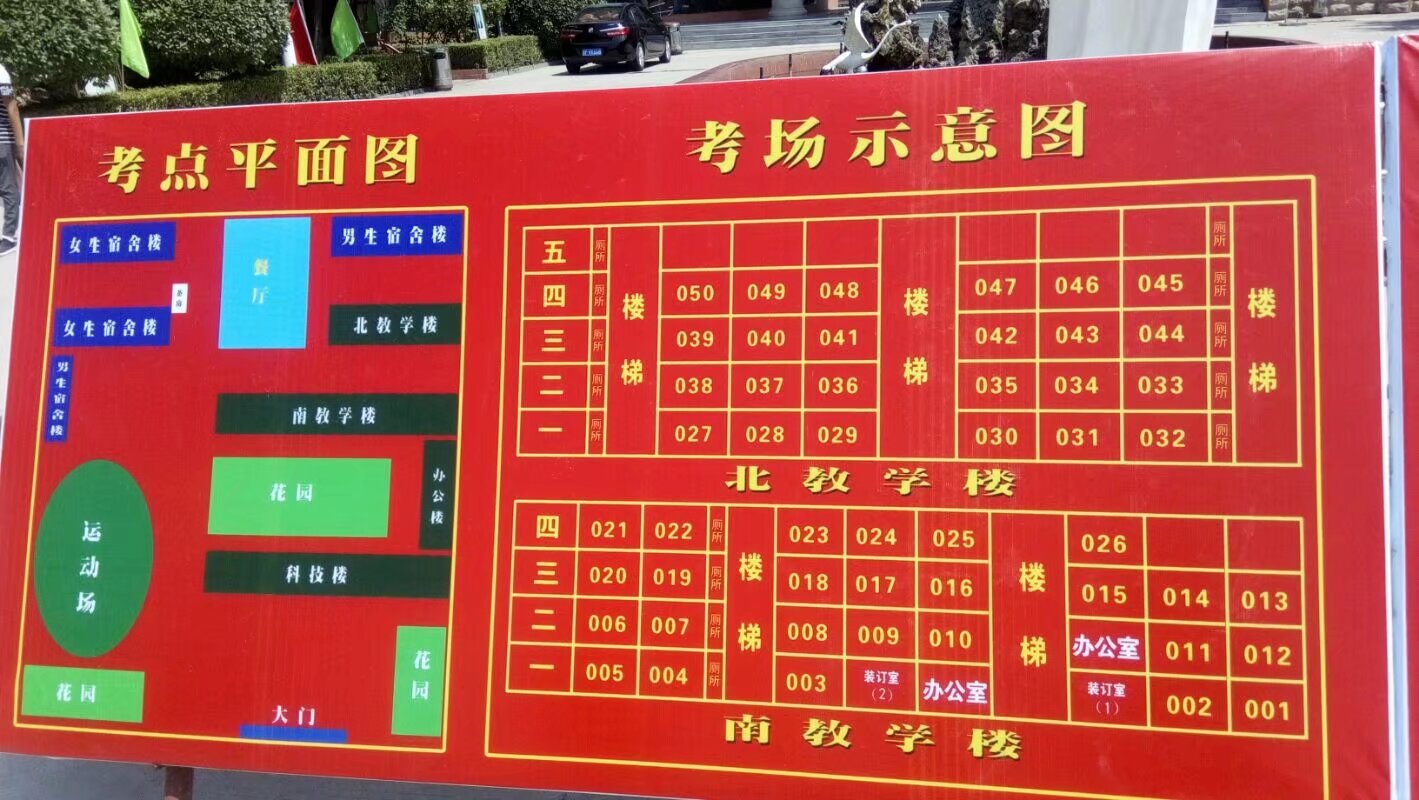 考点平面图
女生宿舍楼
餐厅
男生宿舍楼
女生宿舍楼
北教学楼
男生宿舍楼
南教学楼
花园
办公楼
运动场
科技楼
花园
花园
大门
考场示意图
五 厕所 厕所
四 厕所 050 049 048 047 046 045 厕所
三 厕所 039 040 041 042 043 044 厕所
二 厕所 038 037 036 035 034 033 厕所
一 厕所 027 028 029 030 031 032 厕所
楼梯 楼梯 楼梯
北教学楼
四 021 022 厕所 023 024 025 026
三 020 019 厕所 018 017 016 015 014 013
二 006 007 厕所 008 009 010 办公室 011 012
一 005 004 厕所 003 装订室(2) 办公室 装订室(1) 002 001
楼梯 楼梯
南教学楼